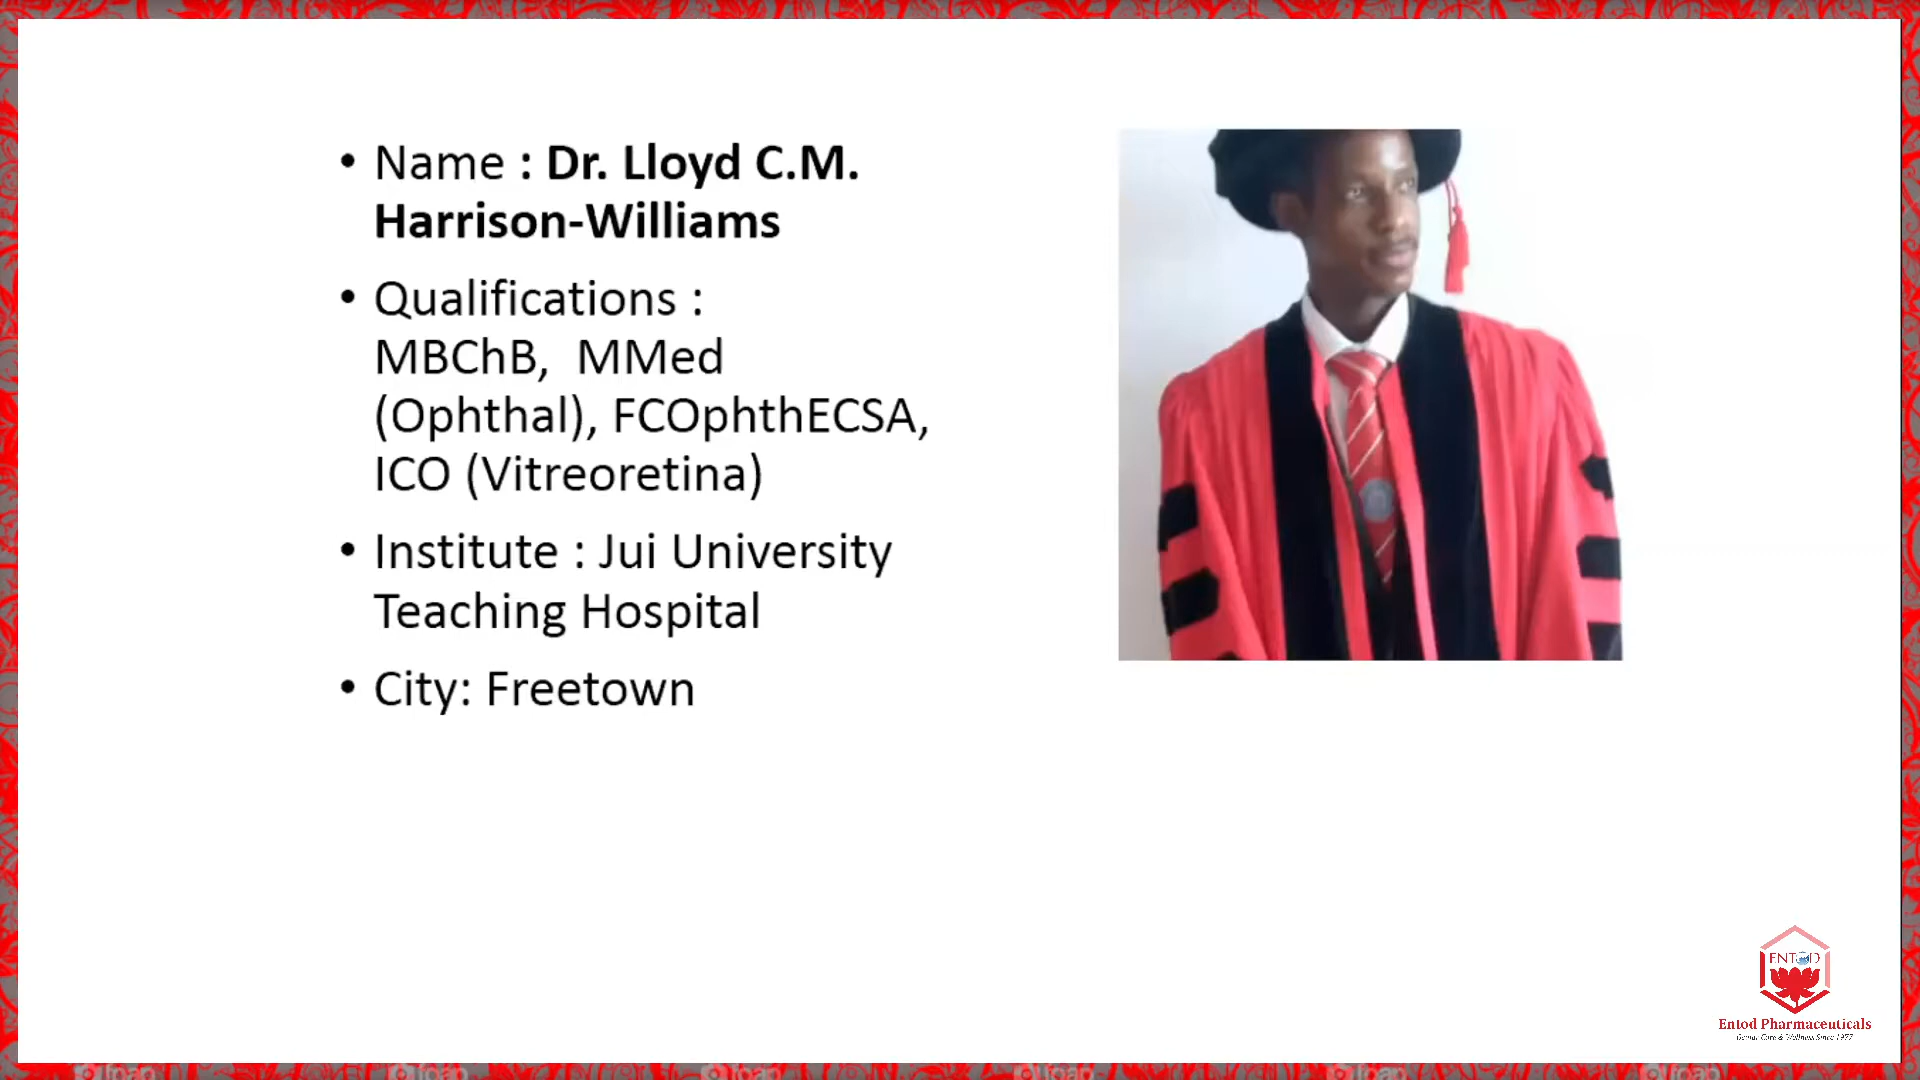 • Name : Dr. Lloyd C.M.
Harrison-Williams
• Qualifications :
MBChB, MMed
(Ophthal), FCOphthECSA,
ICO (Vitreoretina)
• Institute : Jui University
Teaching Hospital
• City: Freetown
ENTOD
Entod Pharmaceuticals